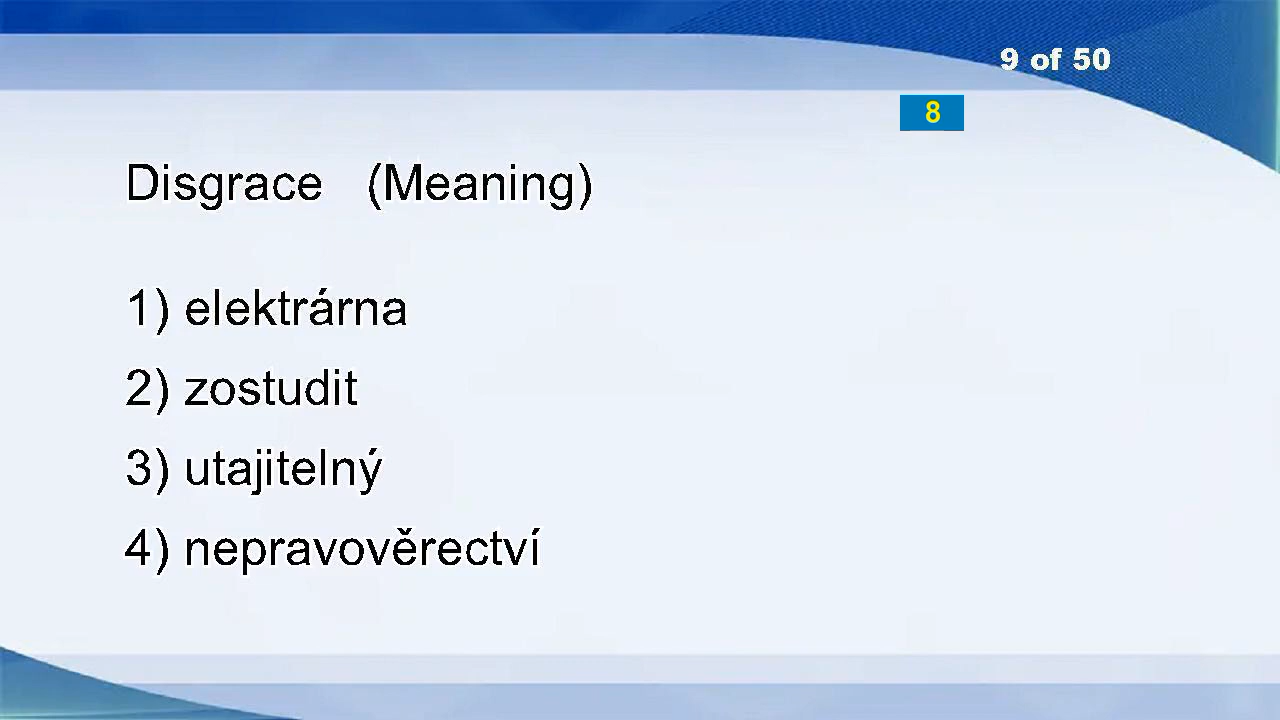 9 of 50
8
Disgrace (Meaning)
1) elektrárna
2) zostudit
3) utajitelný
4) nepravověrectví